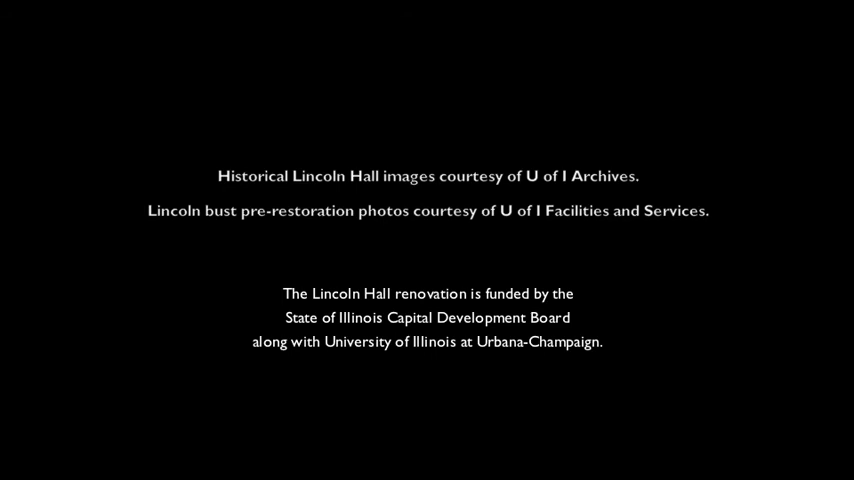 Historical Lincoln Hall images courtesy of U of I Archives.
Lincoln bust pre-restoration photos courtesy of U of I Facilities and Services.
The Lincoln Hall renovation is funded by the
State of Illinois Capital Development Board
along with University of Illinois at Urbana-Champaign.